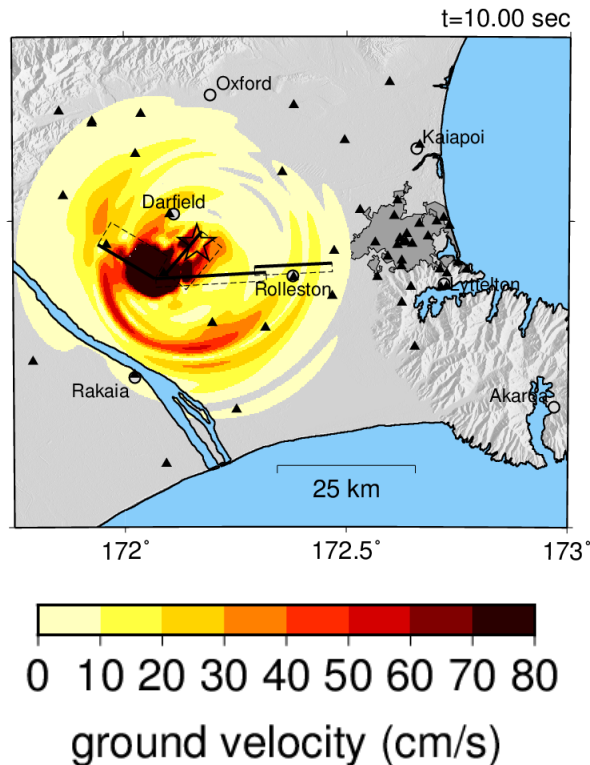 t=10.00 sec
Oxford
Kaiapoi
Darfield
Rolleston
Lyttelton
Rakaia
Akaroa
25 km
172° 172.5° 173°
0 10 20 30 40 50 60 70 80
ground velocity (cm/s)